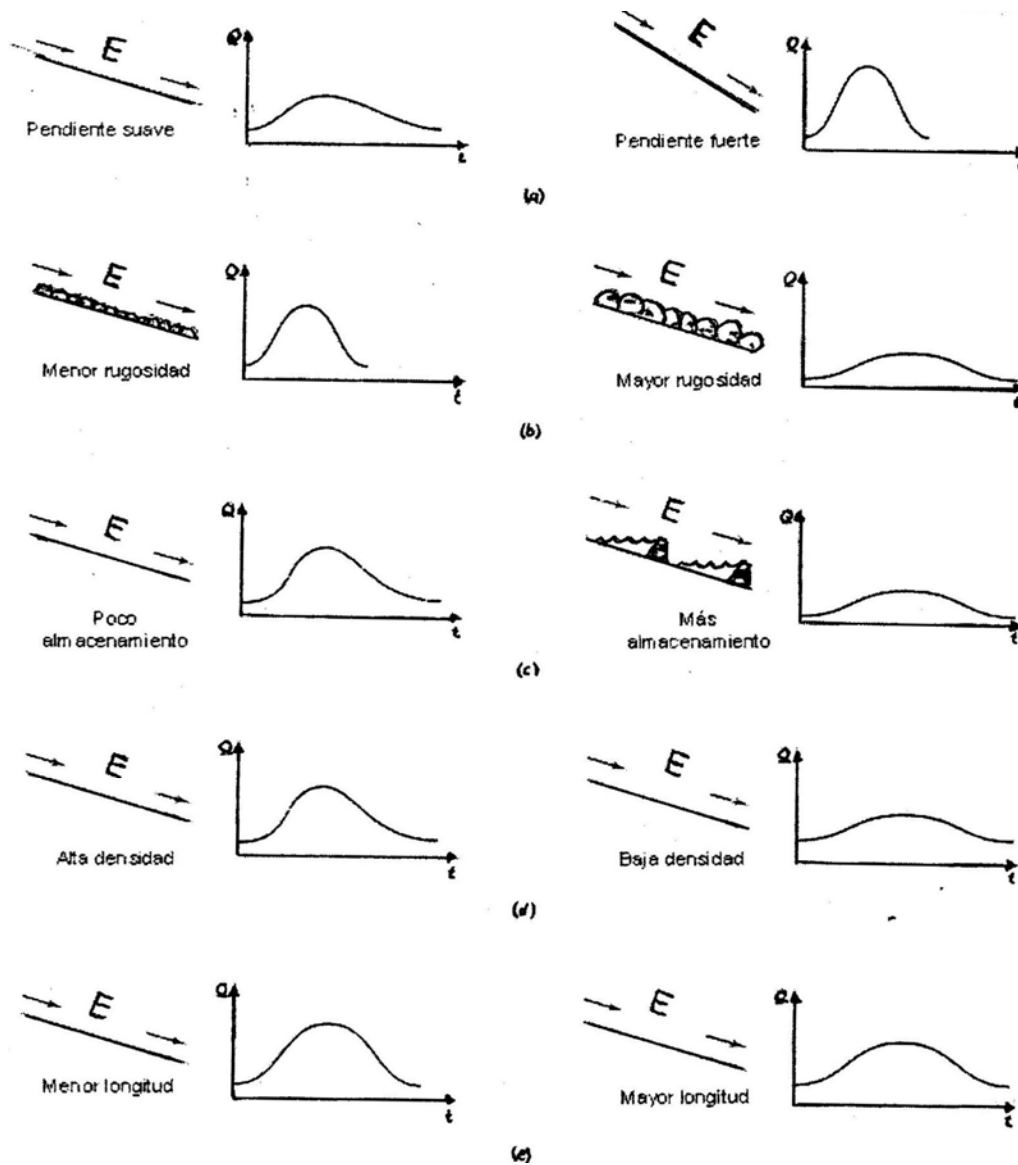 E
Q
t
Pendiente suave
E
Q
Pendiente fuerte
(a)
E
Q
t
Menor rugosidad
E
Q
Mayor rugosidad
(b)
E
Q
t
Poco
almacenamiento
E
Q
t
Más
almacenamiento
(c)
E
Q
t
Alta densidad
E
Q
t
Baja densidad
(d)
E
Q
t
Menor longitud
E
Q
t
Mayor longitud
(e)